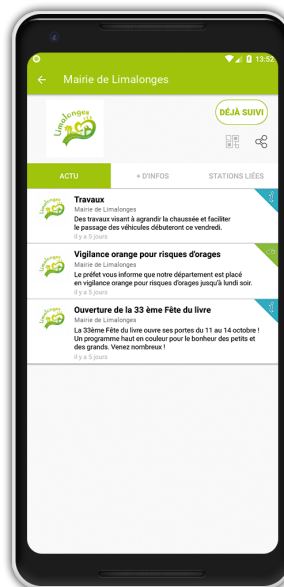 13:52
Mairie de Limalonges
Limalonges
DÉJÀ SUIVI
ACTU
+ D'INFOS
STATIONS LIÉES
Travaux
Mairie de Limalonges
Des travaux visant à agrandir la chaussée et faciliter
le passage des véhicules débuteront ce vendredi.
il y a 5 jours
Vigilance orange pour risques d'orages
Mairie de Limalonges
Le préfet vous informe que notre département est placé
en vigilance orange pour risques d'orages jusqu'à lundi soir.
il y a 5 jours
Ouverture de la 33 ème Fête du livre
Mairie de Limalonges
La 33ème Fête du livre ouvre ses portes du 11 au 14 octobre !
Un programme haut en couleur pour le bonheur des petits et
des grands. Venez nombreux !
il y a 5 jours